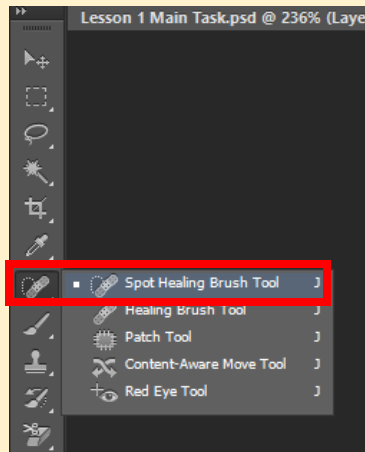 Lesson 1 Main Task.psd @ 236% (Laye
Spot Healing Brush Tool J
Healing Brush Tool J
Patch Tool J
Content-Aware Move Tool J
Red Eye Tool J